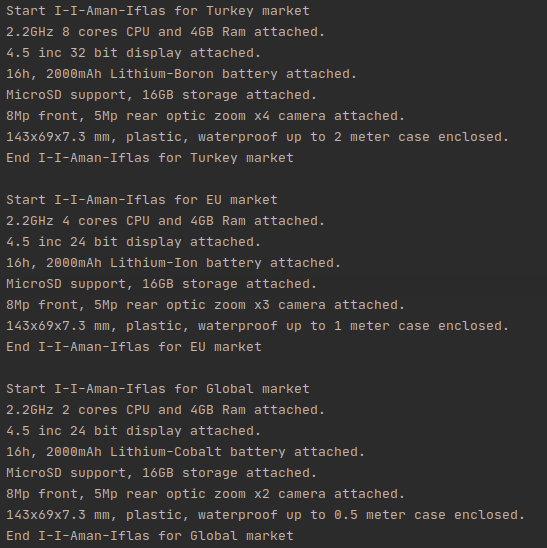 Start I-I-Aman-Iflas for Turkey market
2.2GHz 8 cores CPU and 4GB Ram attached.
4.5 inc 32 bit display attached.
16h, 2000mAh Lithium-Boron battery attached.
MicroSD support, 16GB storage attached.
8Mp front, 5Mp rear optic zoom x4 camera attached.
143x69x7.3 mm, plastic, waterproof up to 2 meter case enclosed.
End I-I-Aman-Iflas for Turkey market

Start I-I-Aman-Iflas for EU market
2.2GHz 4 cores CPU and 4GB Ram attached.
4.5 inc 24 bit display attached.
16h, 2000mAh Lithium-Ion battery attached.
MicroSD support, 16GB storage attached.
8Mp front, 5Mp rear optic zoom x3 camera attached.
143x69x7.3 mm, plastic, waterproof up to 1 meter case enclosed.
End I-I-Aman-Iflas for EU market

Start I-I-Aman-Iflas for Global market
2.2GHz 2 cores CPU and 4GB Ram attached.
4.5 inc 24 bit display attached.
16h, 2000mAh Lithium-Cobalt battery attached.
MicroSD support, 16GB storage attached.
8Mp front, 5Mp rear optic zoom x2 camera attached.
143x69x7.3 mm, plastic, waterproof up to 0.5 meter case enclosed.
End I-I-Aman-Iflas for Global market